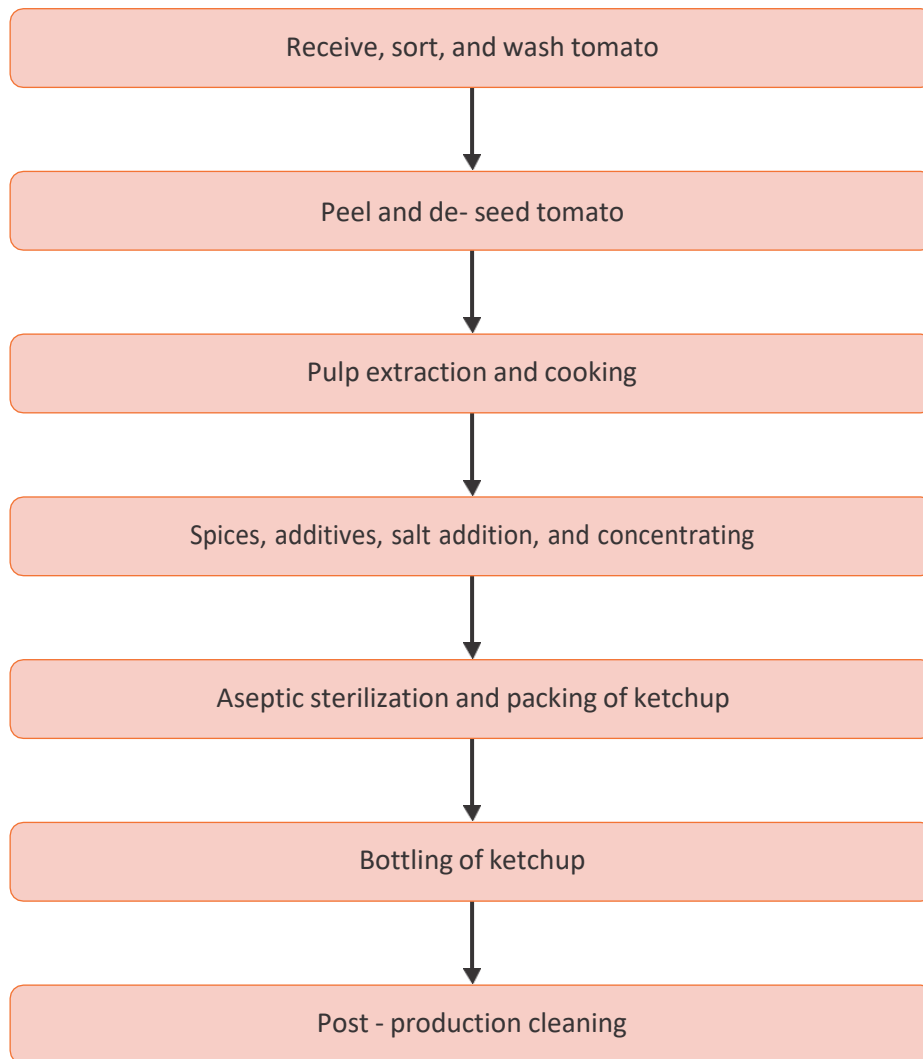 Receive, sort, and wash tomato
Peel and de- seed tomato
Pulp extraction and cooking
Spices, additives, salt addition, and concentrating
Aseptic sterilization and packing of ketchup
Bottling of ketchup
Post - production cleaning